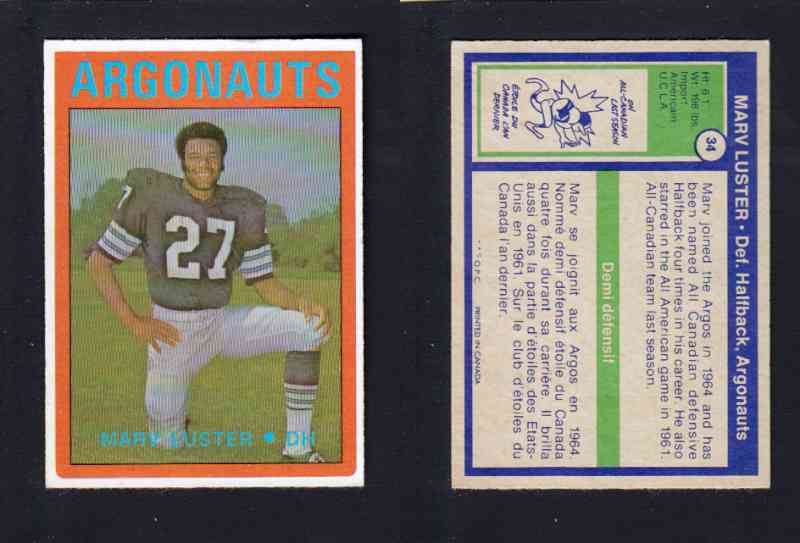 ARGONAUTS
27
MARV LUSTER • DH
34
MARV LUSTER • Def. Halfback, Argonauts
Ht: 6-1
Wt: 198 lbs.
Import
Américain
U.C.L.A.
ON
ALL-CANADIAN
LAST SEASON
ÉTOILE DU
CANADA L'AN
DERNIER
Marv joined the Argos in 1964 and has
been named All Canadian defensive
Halfback four times in his career. He also
starred in the All American game in 1961.
All-Canadian team last season.
Demi défensif
Marv se joignit aux Argos en 1964.
Nommé demi défensif étoile du Canada
quatre fois durant sa carrière. Il brilla
aussi dans la partie d'étoiles des Etats-
Unis en 1961. Sur le club d'étoiles du
Canada l'an dernier.
O.P.C. PRINTED IN CANADA